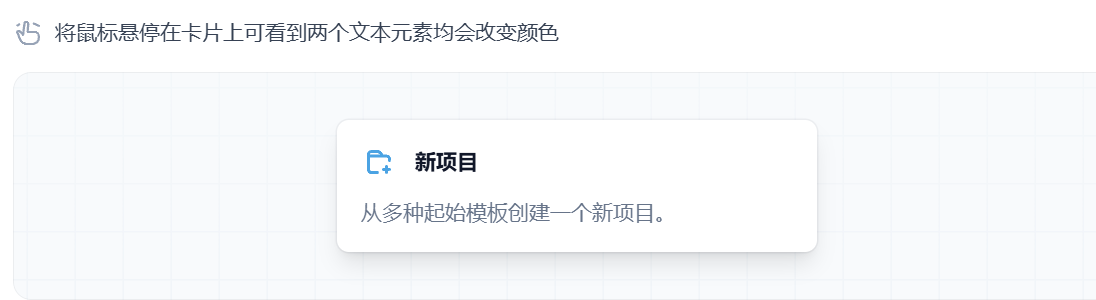 将鼠标悬停在卡片上可看到两个文本元素均会改变颜色
新项目
从多种起始模板创建一个新项目。